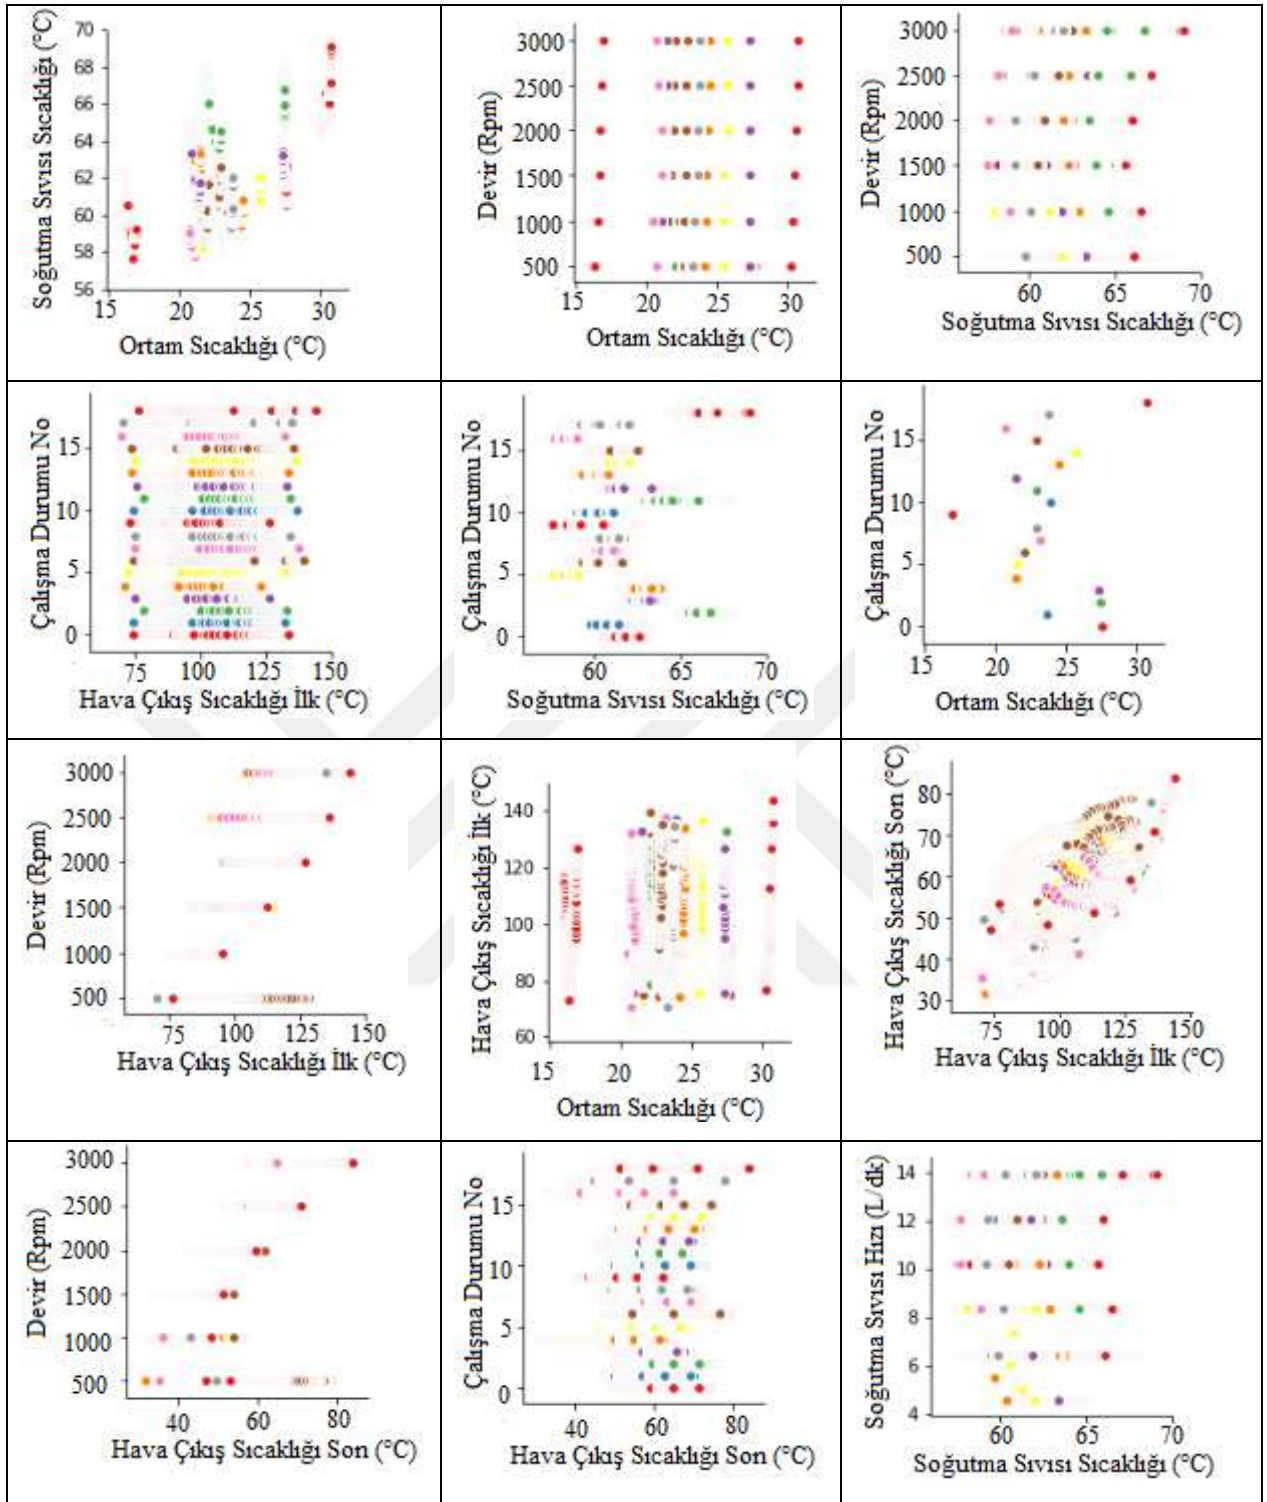 Soğutma Sıvısı Sıcaklığı (°C)
70
68
66
64
62
60
58
56
15 20 25 30
Ortam Sıcaklığı (°C)
Devir (Rpm)
3000
2500
2000
1500
1000
500
15 20 25 30
Ortam Sıcaklığı (°C)
Devir (Rpm)
3000
2500
2000
1500
1000
500
60 65 70
Soğutma Sıvısı Sıcaklığı (°C)
Çalışma Durumu No
15
10
5
0
75 100 125 150
Hava Çıkış Sıcaklığı İlk (°C)
Çalışma Durumu No
15
10
5
0
60 65 70
Soğutma Sıvısı Sıcaklığı (°C)
Çalışma Durumu No
15
10
5
0
15 20 25 30
Ortam Sıcaklığı (°C)
Devir (Rpm)
3000
2500
2000
1500
1000
500
75 100 125 150
Hava Çıkış Sıcaklığı İlk (°C)
Hava Çıkış Sıcaklığı İlk (°C)
140
120
100
80
60
15 20 25 30
Ortam Sıcaklığı (°C)
Hava Çıkış Sıcaklığı Son (°C)
80
70
60
50
40
30
75 100 125 150
Hava Çıkış Sıcaklığı İlk (°C)
Devir (Rpm)
3000
2500
2000
1500
1000
500
40 60 80
Hava Çıkış Sıcaklığı Son (°C)
Çalışma Durumu No
15
10
5
0
40 60 80
Hava Çıkış Sıcaklığı Son (°C)
Soğutma Sıvısı Hızı (L/dk)
14
12
10
8
6
4
60 65 70
Soğutma Sıvısı Sıcaklığı (°C)